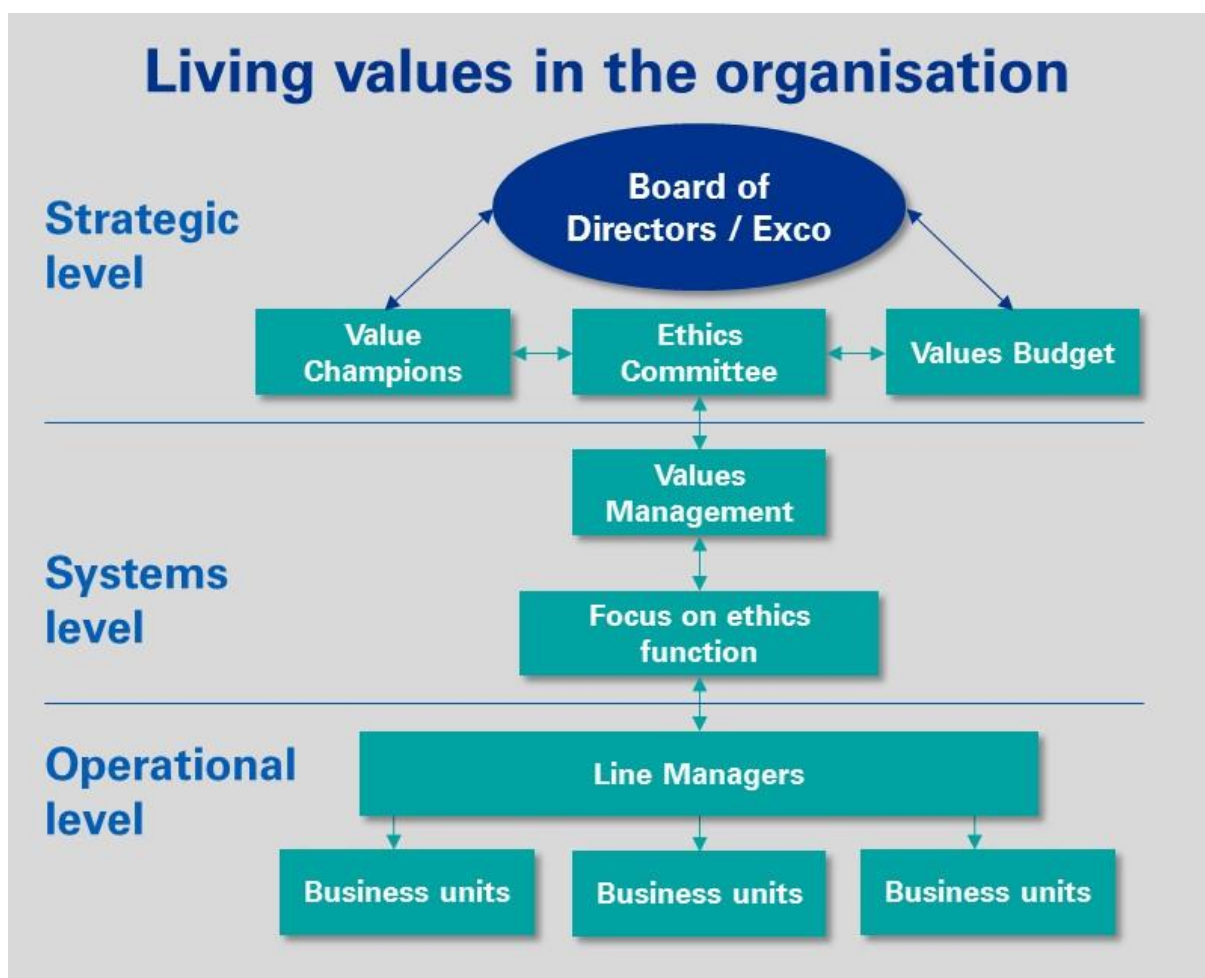 Living values in the organisation
Strategic
level
Board of
Directors / Exco
Value
Champions
Ethics
Committee
Values Budget
Systems
level
Values
Management
Focus on ethics
function
Operational
level
Line Managers
Business units
Business units
Business units